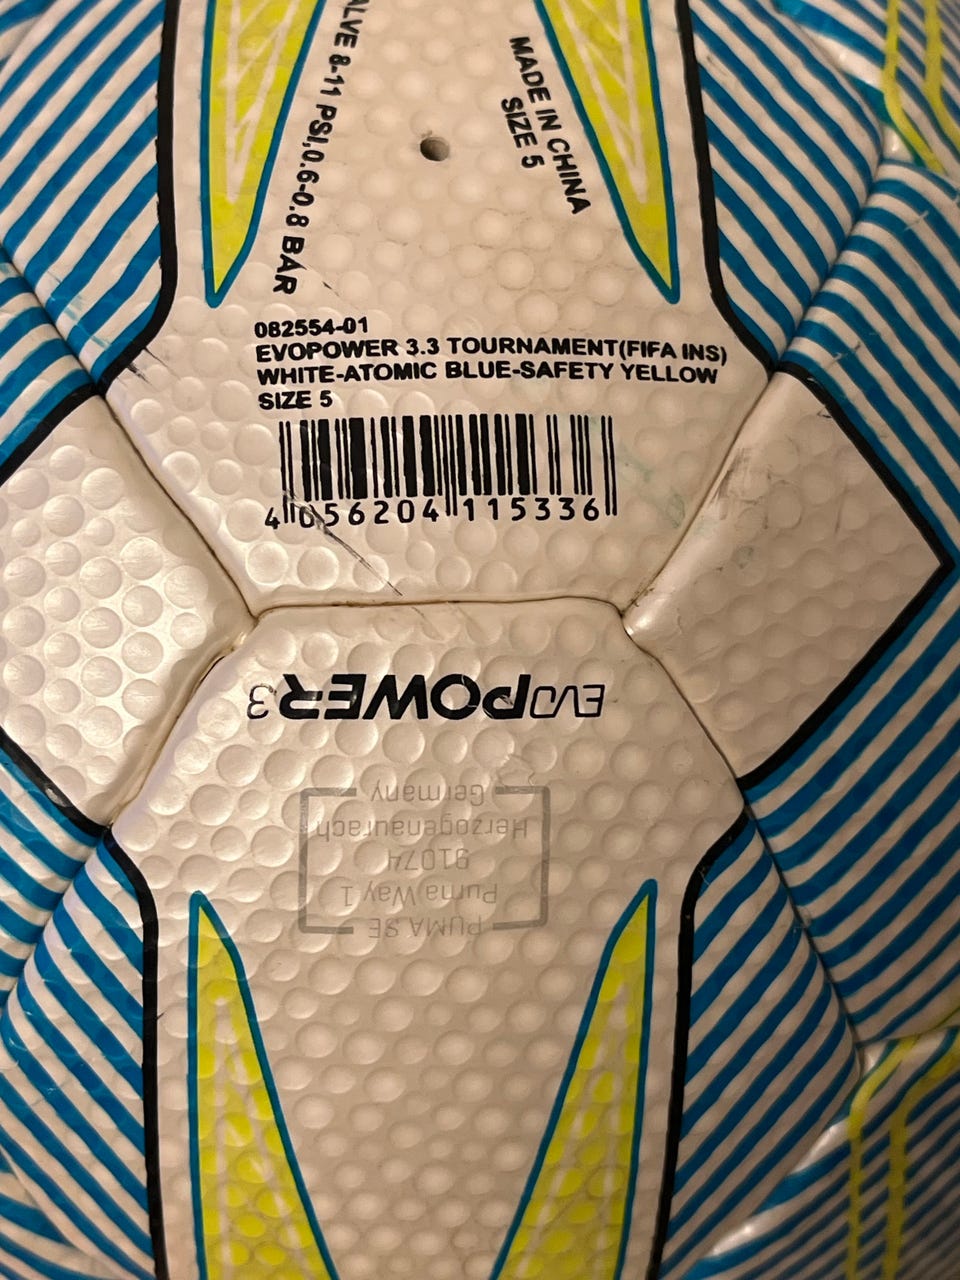 ALVE 8-11 PSI,0.6-0.8 BAR
MADE IN CHINA
SIZE 5
082554-01
EVOPOWER 3.3 TOURNAMENT(FIFA INS)
WHITE-ATOMIC BLUE-SAFETY YELLOW
SIZE 5
4 056204 115336
EVOPOWER 3
PUMA SE
Puma Way 1
91074
Herzogenaurach
Germany